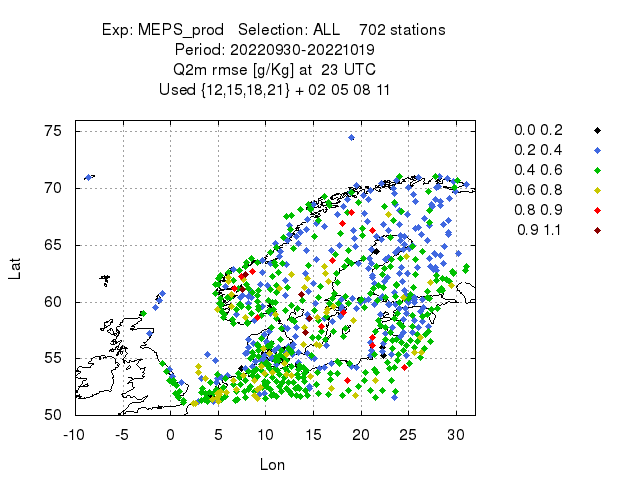 Exp: MEPS_prod Selection: ALL 702 stations
Period: 20220930-20221019
Q2m rmse [g/Kg] at 23 UTC
Used {12,15,18,21} + 02 05 08 11
0.0 0.2
0.2 0.4
0.4 0.6
0.6 0.8
0.8 0.9
0.9 1.1
75
70
65
60
55
50
Lat
-10 -5 0 5 10 15 20 25 30
Lon